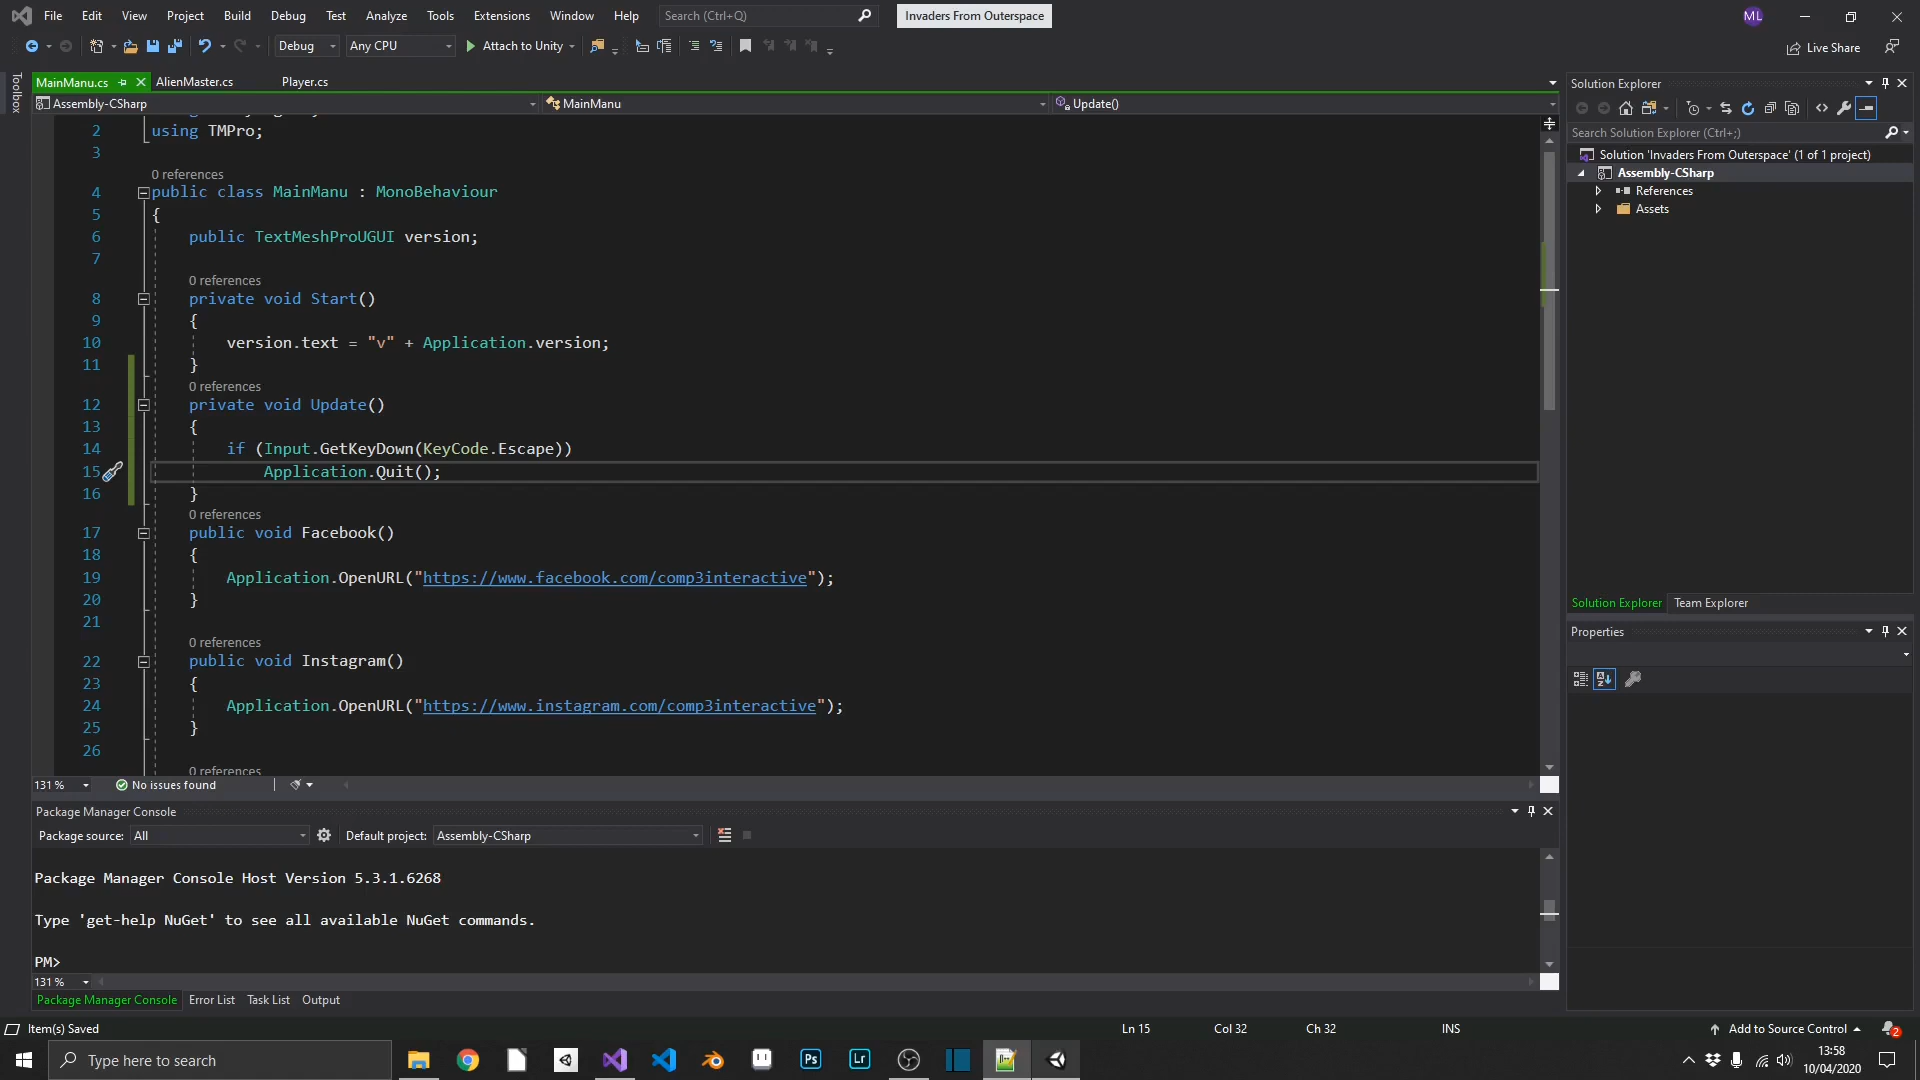 File Edit View Project Build Debug Test Analyze Tools Extensions Window Help Search (Ctrl+Q) Invaders From Outerspace ML
Debug Any CPU Attach to Unity Live Share
Toolbox
MainManu.cs AlienMaster.cs Player.cs
Assembly-CSharp MainManu Update()
2 using TMPro;
3
0 references
4 public class MainManu : MonoBehaviour
5 {
6 public TextMeshProUGUI version;
7
0 references
8 private void Start()
9 {
10 version.text = "v" + Application.version;
11 }
0 references
12 private void Update()
13 {
14 if (Input.GetKeyDown(KeyCode.Escape))
15 Application.Quit();
16 }
0 references
17 public void Facebook()
18 {
19 Application.OpenURL("https://www.facebook.com/comp3interactive");
20 }
21
0 references
22 public void Instagram()
23 {
24 Application.OpenURL("https://www.instagram.com/comp3interactive");
25 }
26
0 references
131 % No issues found
Package Manager Console
Package source: All Default project: Assembly-CSharp
Package Manager Console Host Version 5.3.1.6268
Type 'get-help NuGet' to see all available NuGet commands.
PM>
131 %
Package Manager Console Error List Task List Output
Solution Explorer
Search Solution Explorer (Ctrl+;)
Solution 'Invaders From Outerspace' (1 of 1 project)
Assembly-CSharp
References
Assets
Solution Explorer Team Explorer
Properties
Item(s) Saved Ln 15 Col 32 Ch 32 INS Add to Source Control 2
Type here to search Ps Lr 13:58
10/04/2020